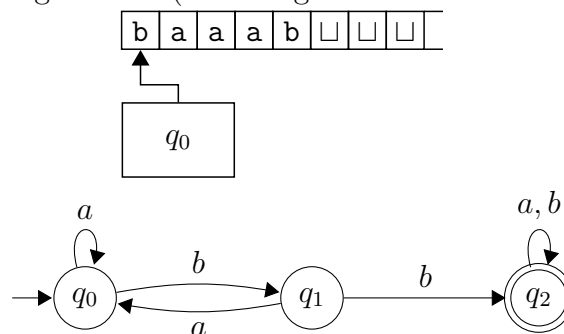 b a a a b ⊔ ⊔ ⊔
q₀
a a, b
b
q₀ q₁ b q₂
a